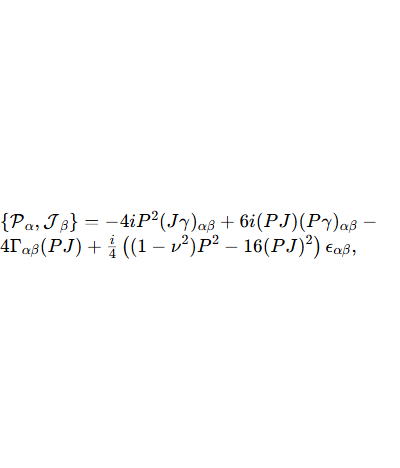 {𝒫_α, 𝒥_β} = −4iP²(Jγ)_αβ + 6i(PJ)(Pγ)_αβ −
4Γ_αβ(PJ) + i/4 ((1 − ν²)P² − 16(PJ)²) ϵ_αβ,